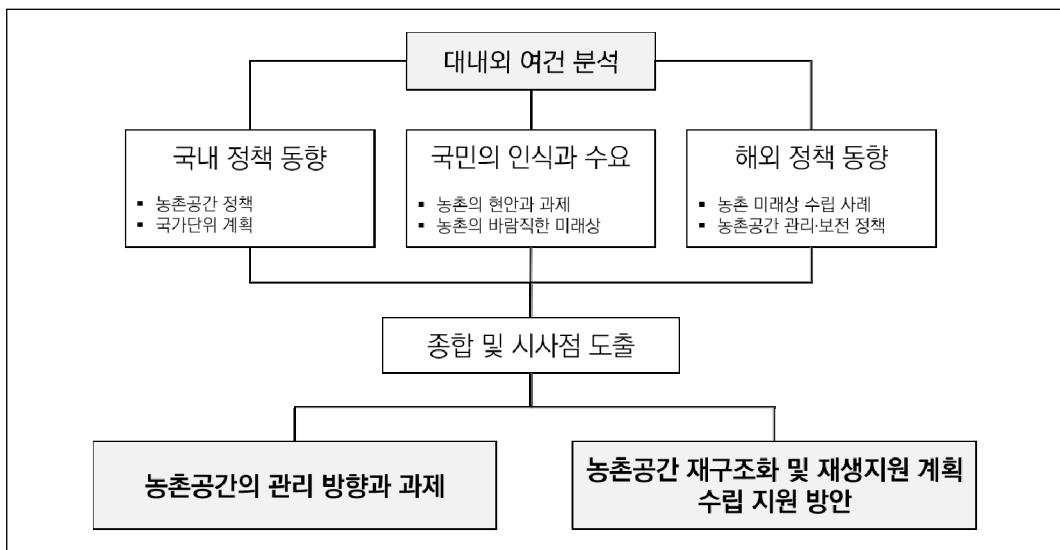 대내외 여건 분석
국내 정책 동향
▪ 농촌공간 정책
▪ 국가단위 계획
국민의 인식과 수요
▪ 농촌의 현안과 과제
▪ 농촌의 바람직한 미래상
해외 정책 동향
▪ 농촌 미래상 수립 사례
▪ 농촌공간 관리·보전 정책
종합 및 시사점 도출
농촌공간의 관리 방향과 과제
농촌공간 재구조화 및 재생지원 계획
수립 지원 방안